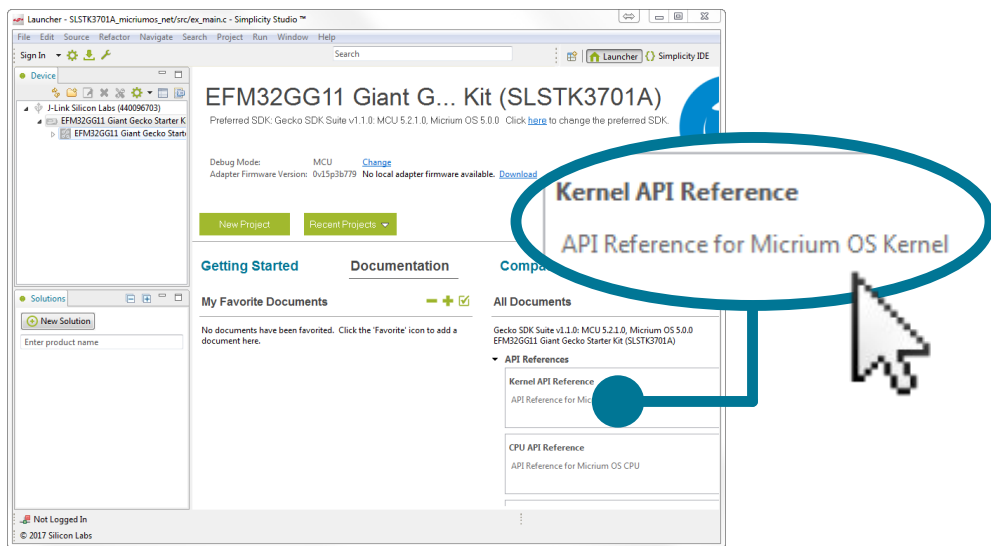 Launcher - SLSTK3701A_micriumos_net/src/ex_main.c - Simplicity Studio ™
File Edit Source Refactor Navigate Search Project Run Window Help
Sign In
Search
Launcher
Simplicity IDE
Device
J-Link Silicon Labs (440096703)
EFM32GG11 Giant Gecko Starter K
EFM32GG11 Giant Gecko Start
EFM32GG11 Giant G... Kit (SLSTK3701A)
Preferred SDK: Gecko SDK Suite v1.1.0: MCU 5.2.1.0, Micrium OS 5.0.0 Click here to change the preferred SDK.
Debug Mode: MCU Change
Adapter Firmware Version: 0v15p3b779 No local adapter firmware available. Download
Kernel API Reference
API Reference for Micrium OS Kernel
New Project
Recent Projects
Getting Started
Documentation
Compa
Solutions
New Solution
Enter product name
My Favorite Documents
No documents have been favorited. Click the 'Favorite' icon to add a
document here.
All Documents
Gecko SDK Suite v1.1.0: MCU 5.2.1.0, Micrium OS 5.0.0
EFM32GG11 Giant Gecko Starter Kit (SLSTK3701A)
API References
Kernel API Reference
API Reference for Mic
CPU API Reference
API Reference for Micrium OS CPU
Not Logged In
© 2017 Silicon Labs